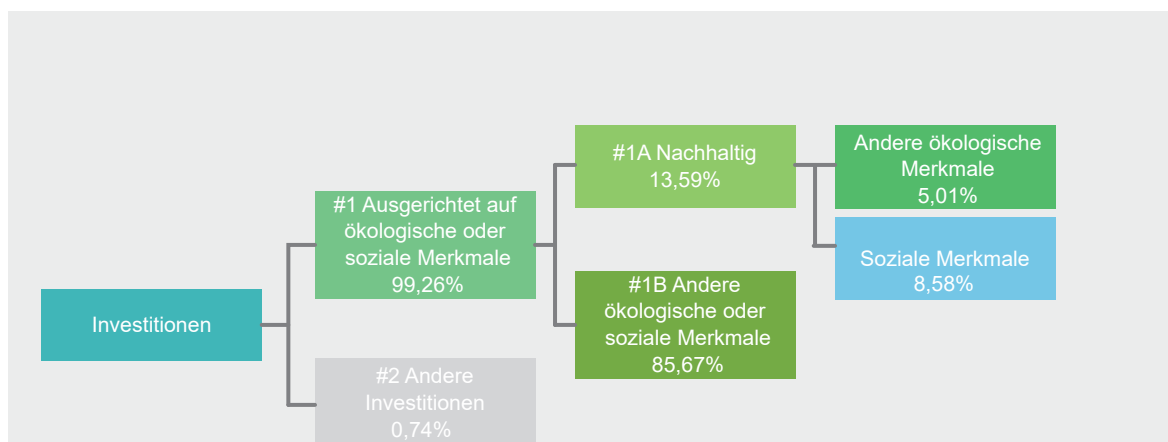 Investitionen
#1 Ausgerichtet auf
ökologische oder
soziale Merkmale
99,26%
#2 Andere
Investitionen
0,74%
#1A Nachhaltig
13,59%
#1B Andere
ökologische oder
soziale Merkmale
85,67%
Andere ökologische
Merkmale
5,01%
Soziale Merkmale
8,58%